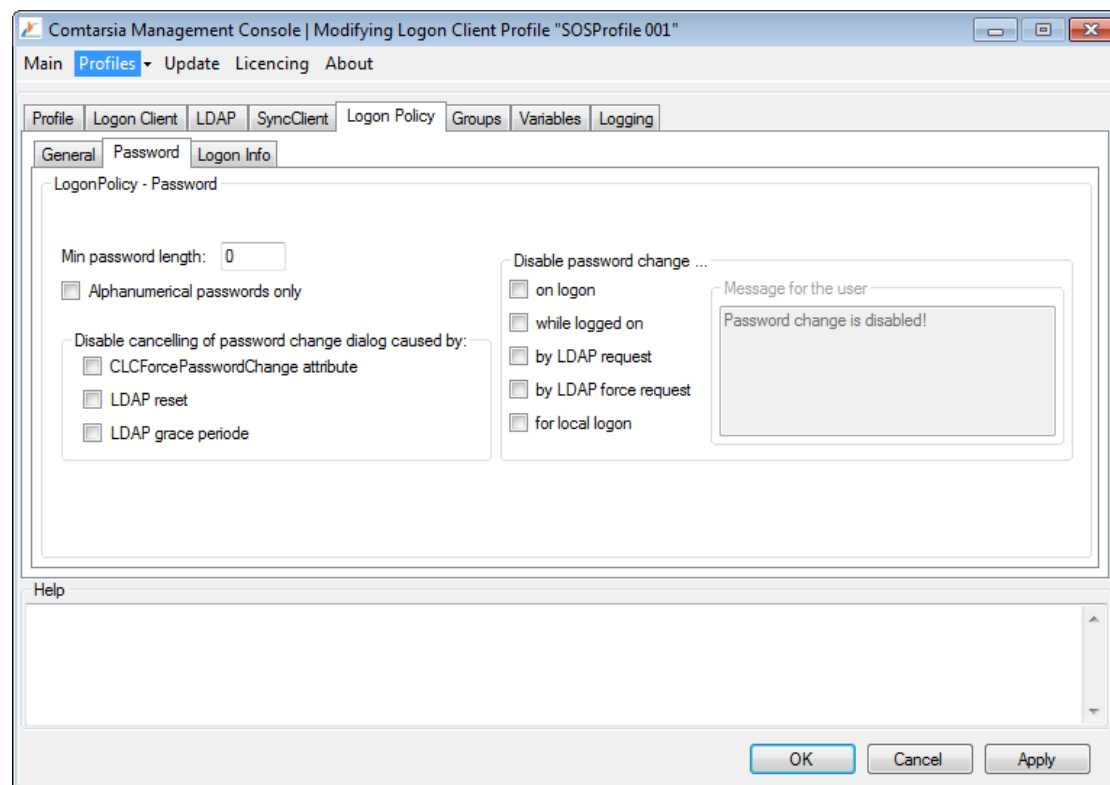 Comtarsia Management Console | Modifying Logon Client Profile "SOSProfile001"
Main Profiles Update Licencing About
Profile Logon Client LDAP SyncClient Logon Policy Groups Variables Logging
General Password Logon Info
LogonPolicy - Password
Min password length: 0
Alphanumerical passwords only
Disable cancelling of password change dialog caused by:
CLCForcePasswordChange attribute
LDAP reset
LDAP grace periode
Disable password change ...
on logon
while logged on
by LDAP request
by LDAP force request
for local logon
Message for the user
Password change is disabled!
Help
OK Cancel Apply